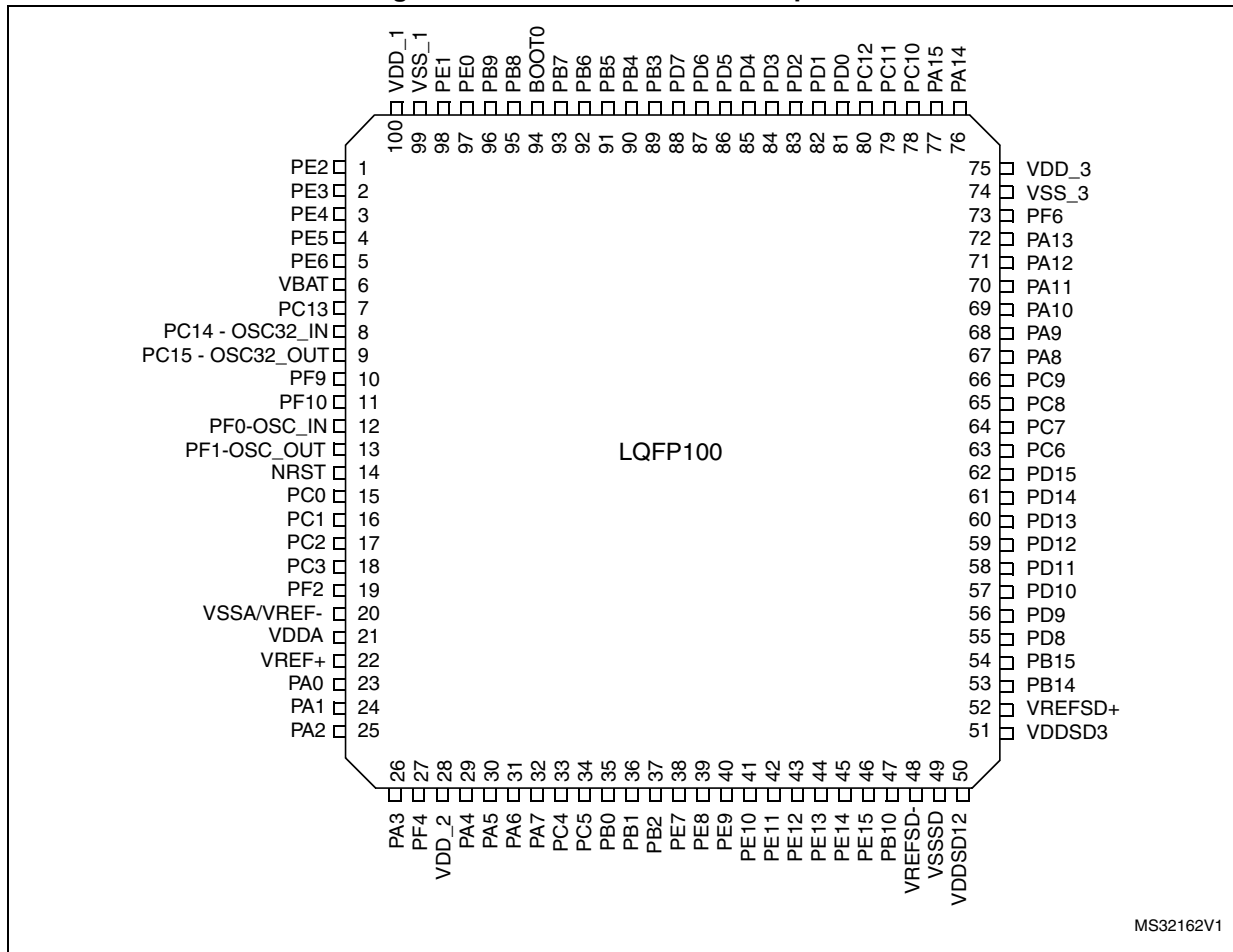 VDD_1
VSS_1
PE1
PE0
PB9
PB8
BOOT0
PB7
PB6
PB5
PB4
PB3
PD7
PD6
PD5
PD4
PD3
PD2
PD1
PD0
PC12
PC11
PC10
PA15
PA14
100
99
98
97
96
95
94
93
92
91
90
89
88
87
86
85
84
83
82
81
80
79
78
77
76
PE2 1
PE3 2
PE4 3
PE5 4
PE6 5
VBAT 6
PC13 7
PC14 - OSC32_IN 8
PC15 - OSC32_OUT 9
PF9 10
PF10 11
PF0-OSC_IN 12
PF1-OSC_OUT 13
NRST 14
PC0 15
PC1 16
PC2 17
PC3 18
PF2 19
VSSA/VREF- 20
VDDA 21
VREF+ 22
PA0 23
PA1 24
PA2 25
LQFP100
75 VDD_3
74 VSS_3
73 PF6
72 PA13
71 PA12
70 PA11
69 PA10
68 PA9
67 PA8
66 PC9
65 PC8
64 PC7
63 PC6
62 PD15
61 PD14
60 PD13
59 PD12
58 PD11
57 PD10
56 PD9
55 PD8
54 PB15
53 PB14
52 VREFSD+
51 VDDSD3
26
27
28
29
30
31
32
33
34
35
36
37
38
39
40
41
42
43
44
45
46
47
48
49
50
PA3
PF4
VDD_2
PA4
PA5
PA6
PA7
PC4
PC5
PB0
PB1
PB2
PE7
PE8
PE9
PE10
PE11
PE12
PE13
PE14
PE15
PB10
VREFSD-
VSSSD
VDDSD12
MS32162V1